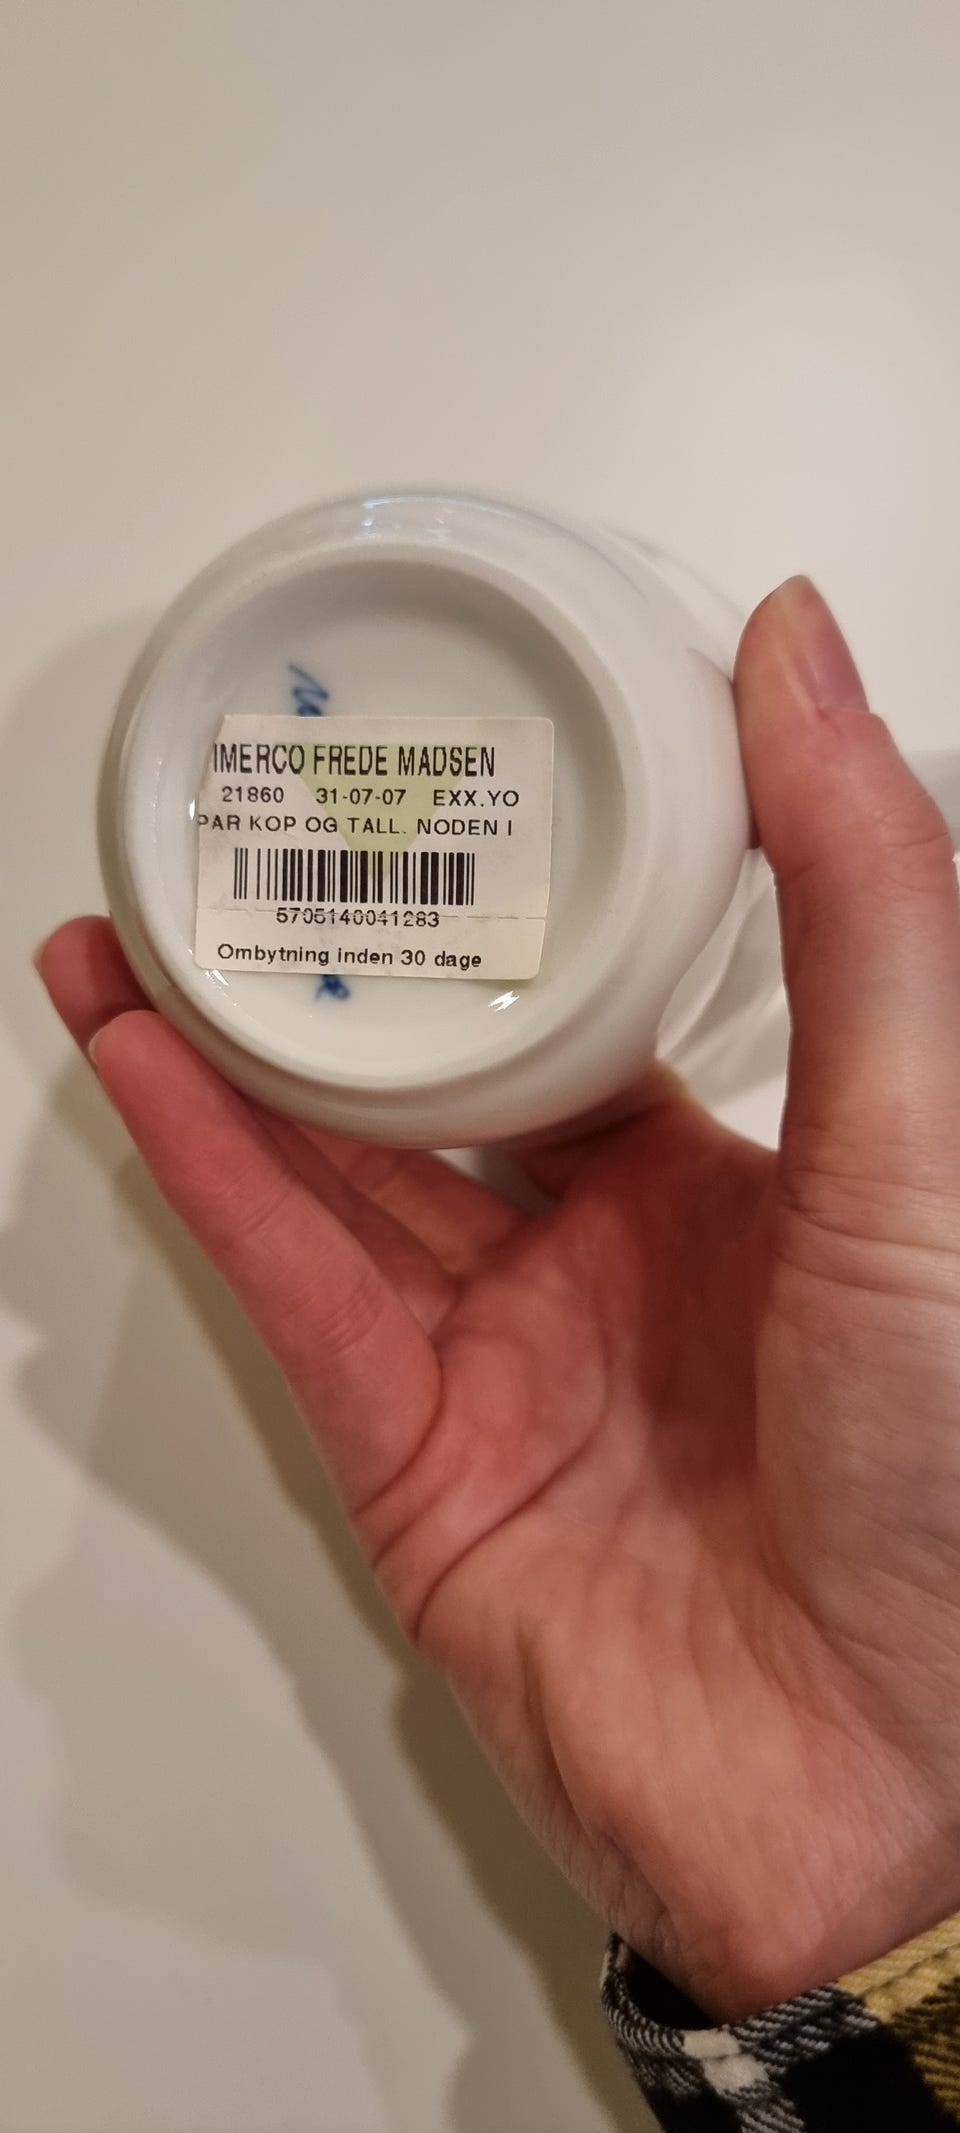 IMERCO FREDE MADSEN
21860 31-07-07 EXX.YO
PAR KOP OG TALL. NODEN I
5705140041283
Ombytning inden 30 dage